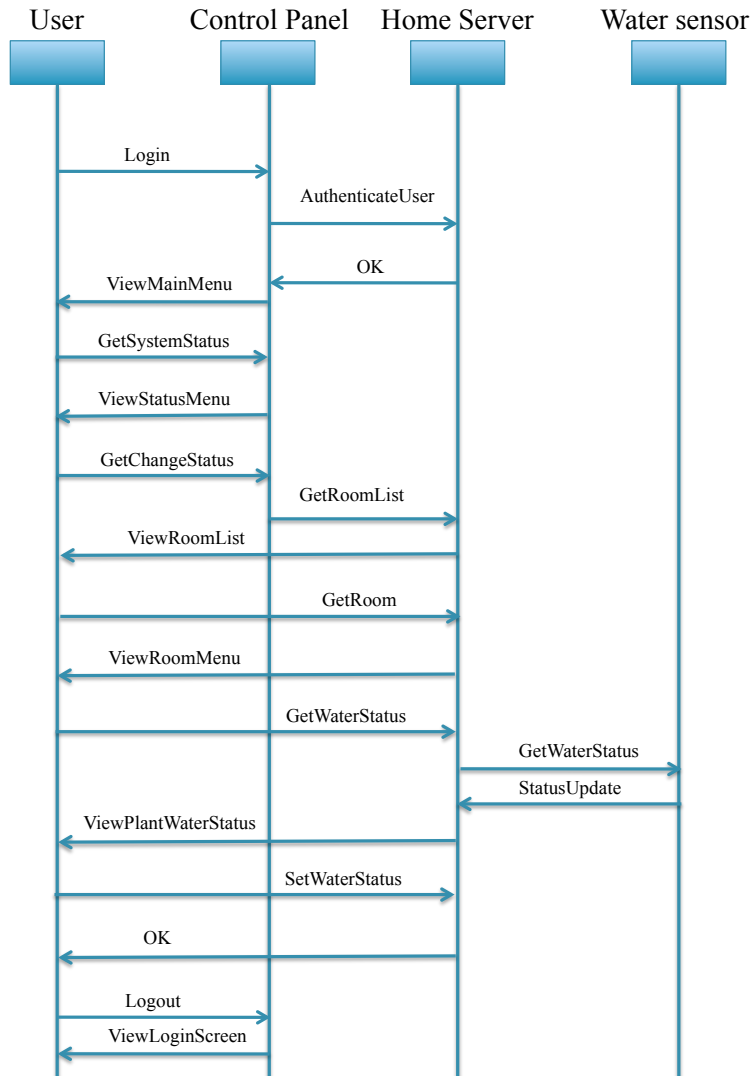 User
Control Panel
Home Server
Water sensor
Login
AuthenticateUser
OK
ViewMainMenu
GetSystemStatus
ViewStatusMenu
GetChangeStatus
GetRoomList
ViewRoomList
GetRoom
ViewRoomMenu
GetWaterStatus
GetWaterStatus
StatusUpdate
ViewPlantWaterStatus
SetWaterStatus
OK
Logout
ViewLoginScreen